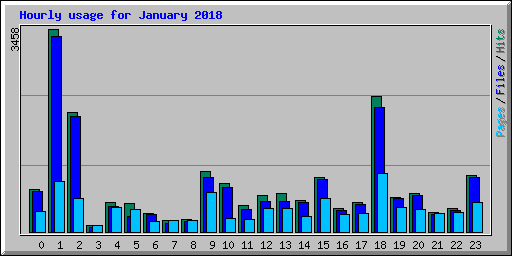 Hourly usage for January 2018
3458
Pages / Files / Hits
0 1 2 3 4 5 6 7 8 9 10 11 12 13 14 15 16 17 18 19 20 21 22 23